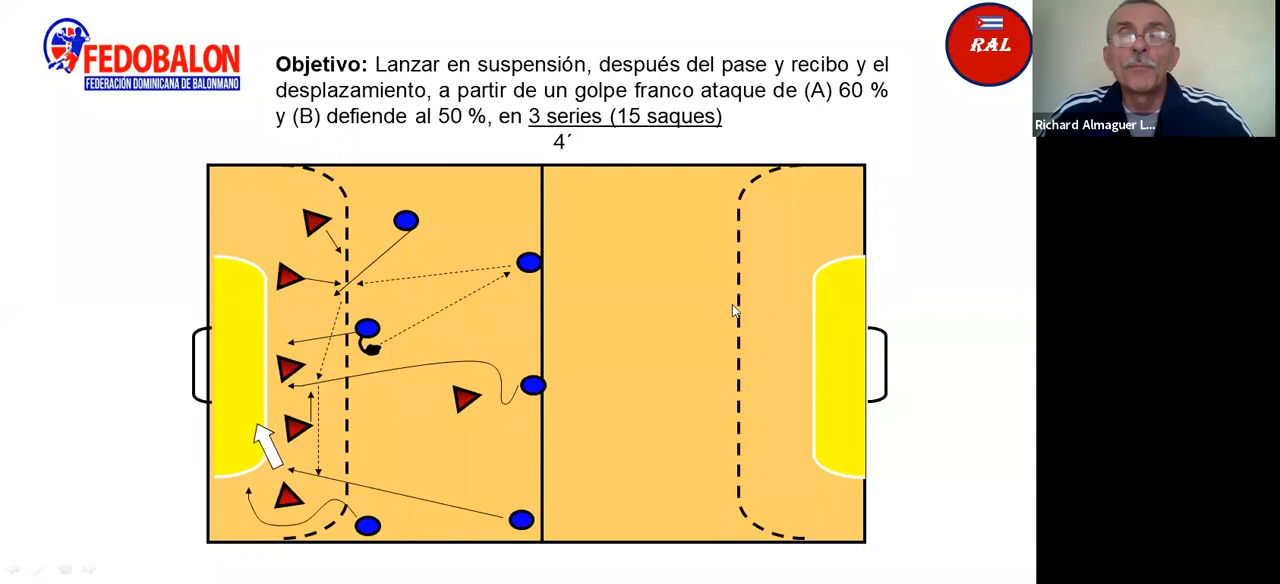 FEDOBALON
FEDERACIÓN DOMINICANA DE BALONMANO
Objetivo: Lanzar en suspensión, después del pase y recibo y el
desplazamiento, a partir de un golpe franco ataque de (A) 60 %
y (B) defiende al 50 %, en 3 series (15 saques)
4´
RAL
Richard Almaguer L...